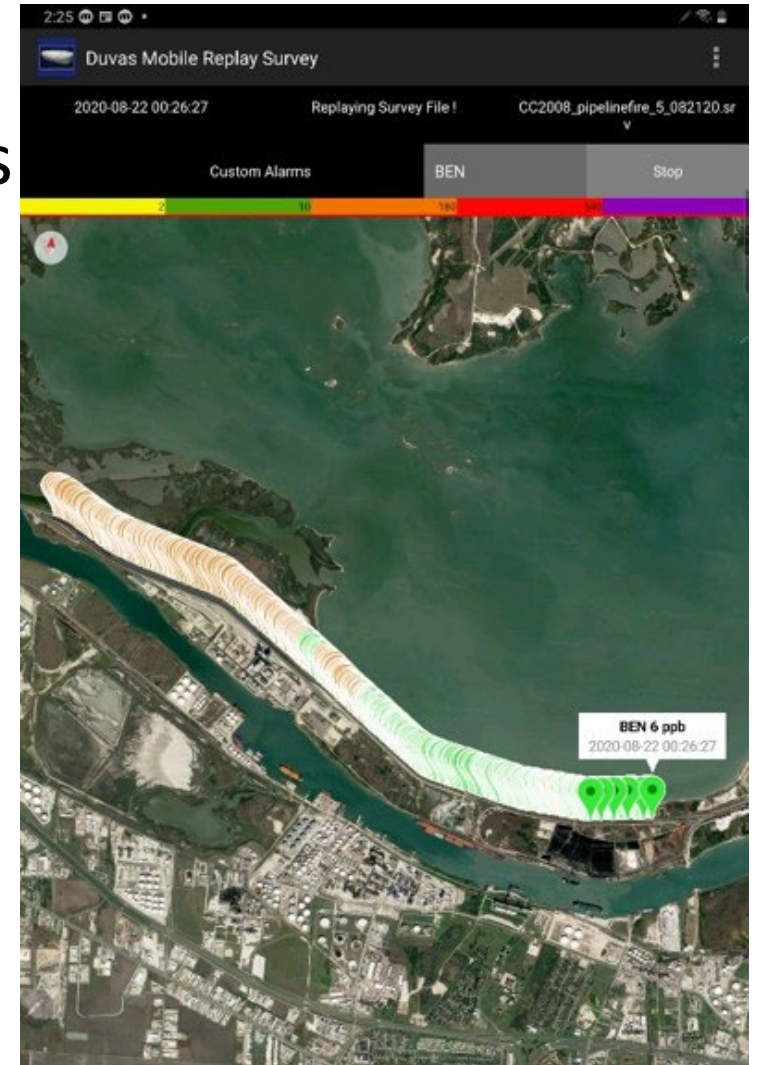 2:25
Duvas Mobile Replay Survey
2020-08-22 00:26:27 Replaying Survey File ! CC2008_pipelinefire_5_082120.sr
v
s
Custom Alarms BEN Stop
2 10 180 540
BEN 6 ppb
2020-08-22 00:26:27